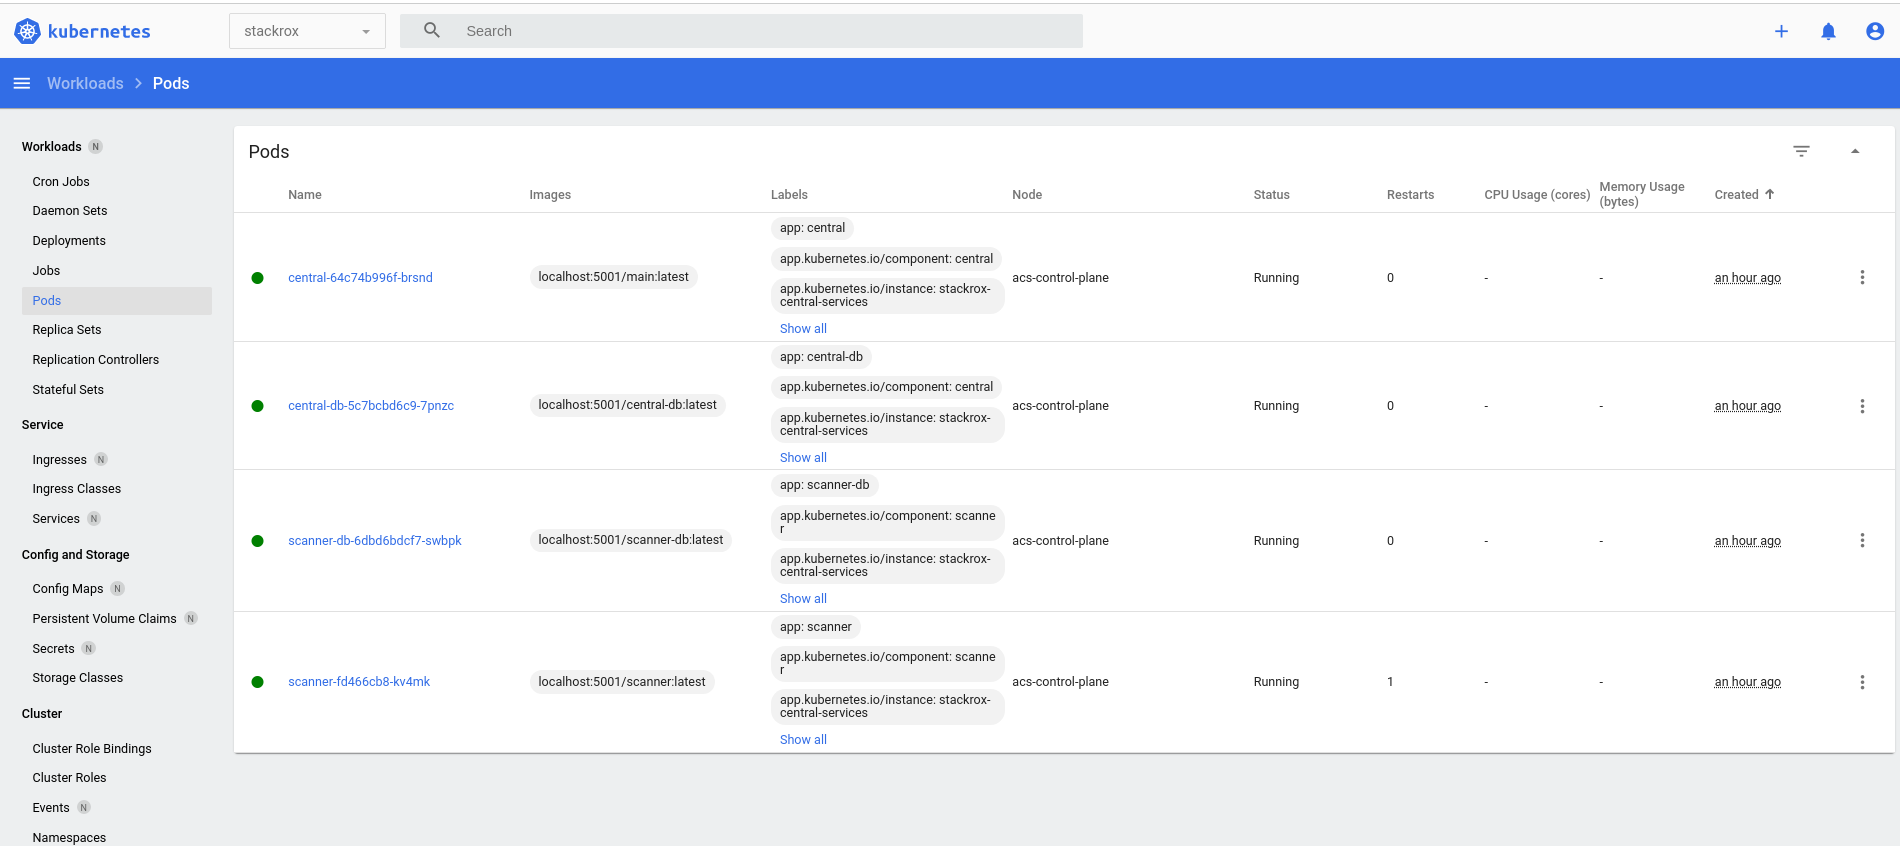 kubernetes
stackrox
Search
Workloads
Pods
Workloads N
Cron Jobs
Daemon Sets
Deployments
Jobs
Pods
Replica Sets
Replication Controllers
Stateful Sets
Service
Ingresses N
Ingress Classes
Services N
Config and Storage
Config Maps N
Persistent Volume Claims N
Secrets N
Storage Classes
Cluster
Cluster Role Bindings
Cluster Roles
Events N
Namespaces
Pods
Name
Images
Labels
Node
Status
Restarts
CPU Usage (cores)
Memory Usage
(bytes)
Created
central-64c74b996f-brsnd
localhost:5001/main:latest
app: central
app.kubernetes.io/component: central
app.kubernetes.io/instance: stackrox-
central-services
Show all
acs-control-plane
Running
0
-
-
an hour ago
central-db-5c7bcbd6c9-7pnzc
localhost:5001/central-db:latest
app: central-db
app.kubernetes.io/component: central
app.kubernetes.io/instance: stackrox-
central-services
Show all
acs-control-plane
Running
0
-
-
an hour ago
scanner-db-6dbd6bdcf7-swbpk
localhost:5001/scanner-db:latest
app: scanner-db
app.kubernetes.io/component: scanne
r
app.kubernetes.io/instance: stackrox-
central-services
Show all
acs-control-plane
Running
0
-
-
an hour ago
scanner-fd466cb8-kv4mk
localhost:5001/scanner:latest
app: scanner
app.kubernetes.io/component: scanne
r
app.kubernetes.io/instance: stackrox-
central-services
Show all
acs-control-plane
Running
1
-
-
an hour ago